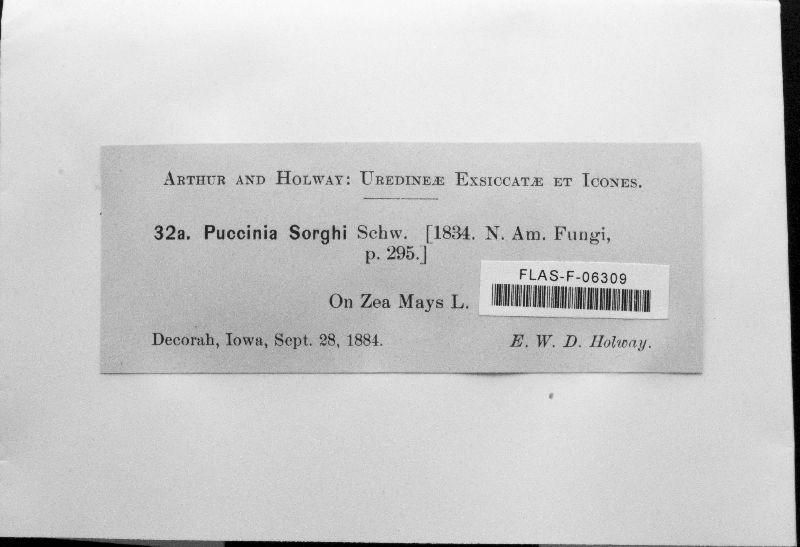 Arthur and Holway: Uredineæ Exsiccatæ et Icones.
32a. Puccinia Sorghi Schw. [1834. N. Am. Fungi,
p. 295.]
FLAS-F-06309
On Zea Mays L.
Decorah, Iowa, Sept. 28, 1884.
E. W. D. Holway.